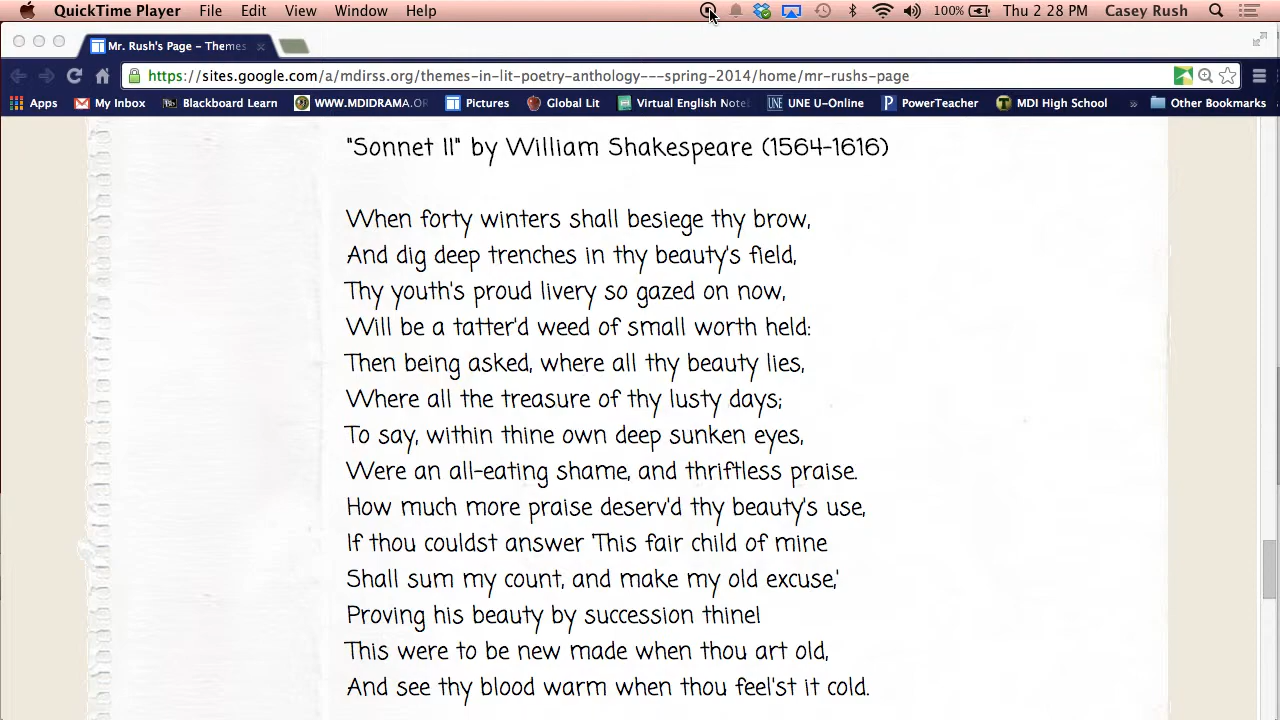 QuickTime Player File Edit View Window Help 100% Thu 2 28 PM Casey Rush
Mr. Rush's Page – Themes
https://sites.google.com/a/mdirss.org/themes-in-lit-poetry-anthology---spring-2014/home/mr-rushs-page
Apps My Inbox Blackboard Learn WWW.MDIDRAMA.OR Pictures Global Lit Virtual English Teache UNE U-Online PowerTeacher MDI High School » Other Bookmarks
"Sonnet II" by William Shakespeare (1564-1616)
When forty winters shall besiege thy brow,
And dig deep trenches in thy beauty's field,
youth's proud livery so gazed on now,
Will be a tatter'd weed of small worth held:
being asked, where all thy beauty lies,
Where all the treasure of thy lusty days;
say, within thine own deep sunken eyes,
an all-eating shame, and thriftless praise.
much more praise deserv'd thy beauty's use,
thou couldst answer 'This fair child of mine
Shall sum my count, and make my old excuse,'
Proving his beauty by succession thine!
This were to be new made when thou art old,
see thy blood warm when thou feel'st it cold.